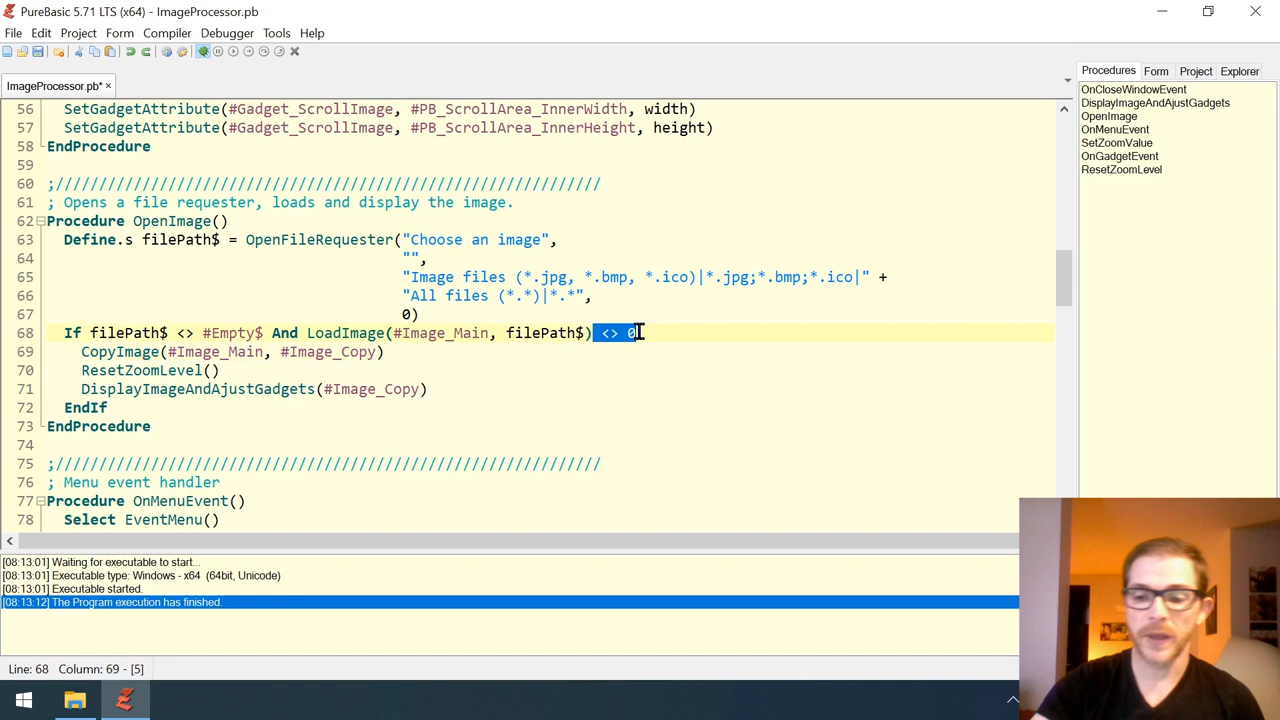 PureBasic 5.71 LTS (x64) - ImageProcessor.pb
File Edit Project Form Compiler Debugger Tools Help
ImageProcessor.pb*
Procedures Form Project Explorer
OnCloseWindowEvent
DisplayImageAndAjustGadgets
OpenImage
OnMenuEvent
SetZoomValue
OnGadgetEvent
ResetZoomLevel
56 SetGadgetAttribute(#Gadget_ScrollImage, #PB_ScrollArea_InnerWidth, width)
57 SetGadgetAttribute(#Gadget_ScrollImage, #PB_ScrollArea_InnerHeight, height)
58 EndProcedure
59
60 ;///////////////////////////////////////////////////////////////
61 ; Opens a file requester, loads and display the image.
62 Procedure OpenImage()
63 Define.s filePath$ = OpenFileRequester("Choose an image",
64 "",
65 "Image files (*.jpg, *.bmp, *.ico)|*.jpg;*.bmp;*.ico|" +
66 "All files (*.*)|*.*",
67 0)
68 If filePath$ <> #Empty$ And LoadImage(#Image_Main, filePath$) <> 0
69 CopyImage(#Image_Main, #Image_Copy)
70 ResetZoomLevel()
71 DisplayImageAndAjustGadgets(#Image_Copy)
72 EndIf
73 EndProcedure
74
75 ;///////////////////////////////////////////////////////////////
76 ; Menu event handler
77 Procedure OnMenuEvent()
78 Select EventMenu()
[08:13:01] Waiting for executable to start...
[08:13:01] Executable type: Windows - x64 (64bit, Unicode)
[08:13:01] Executable started.
[08:13:12] The Program execution has finished.
Line: 68 Column: 69 - [5]